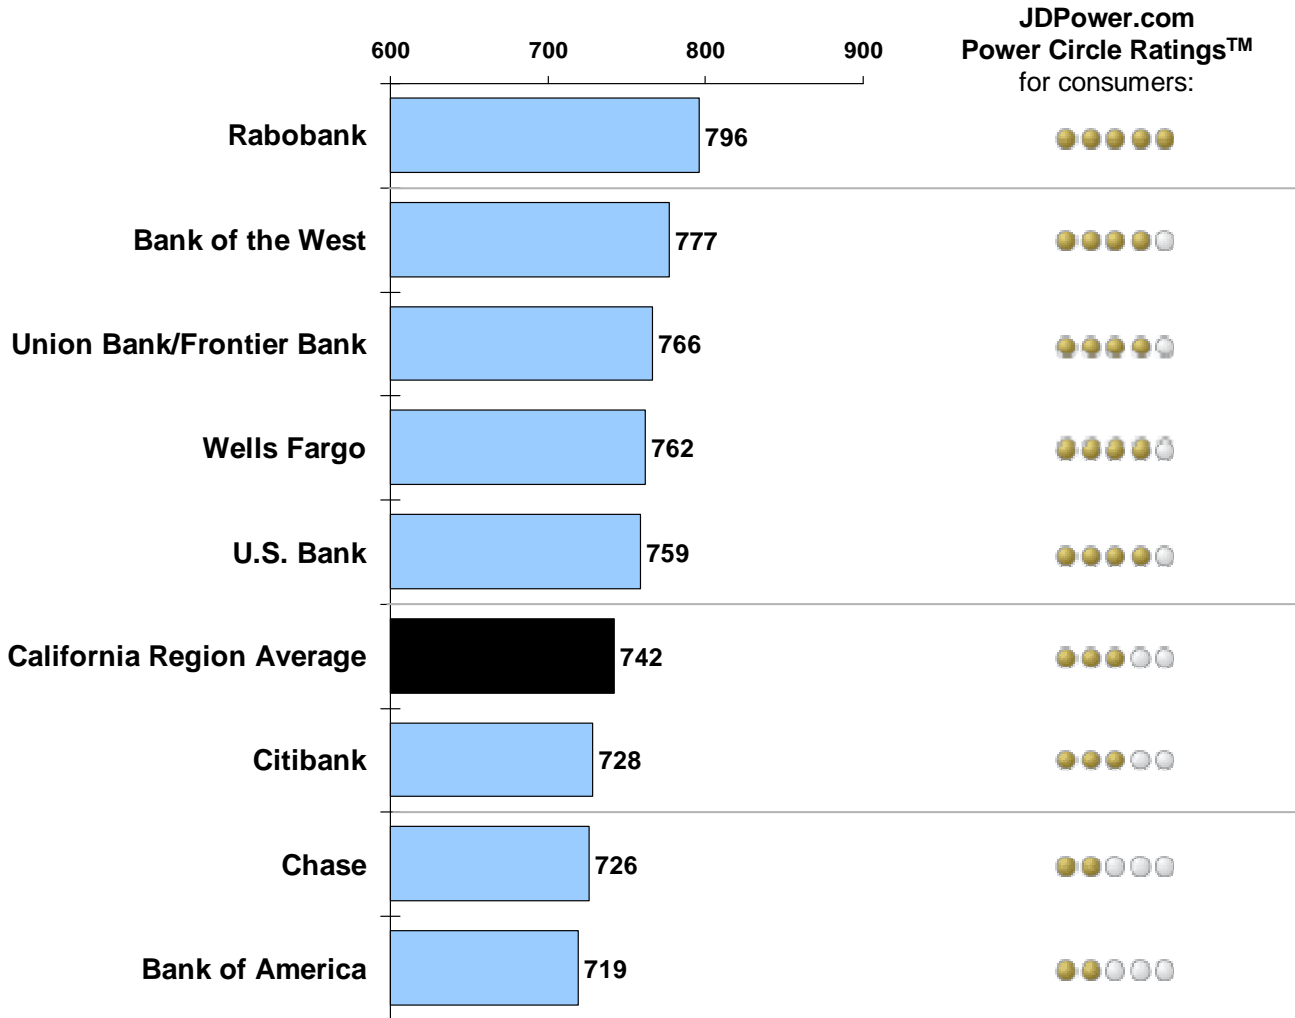 JDPower.com
Power Circle Ratings™
for consumers:
600 700 800 900
Rabobank 796
Bank of the West 777
Union Bank/Frontier Bank 766
Wells Fargo 762
U.S. Bank 759
California Region Average 742
Citibank 728
Chase 726
Bank of America 719